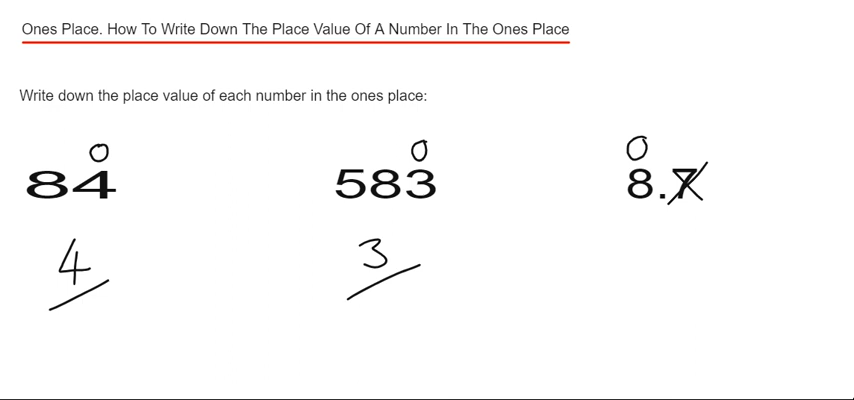 Ones Place. How To Write Down The Place Value Of A Number In The Ones Place
Write down the place value of each number in the ones place:
O O O
84 583 8.7
4 3